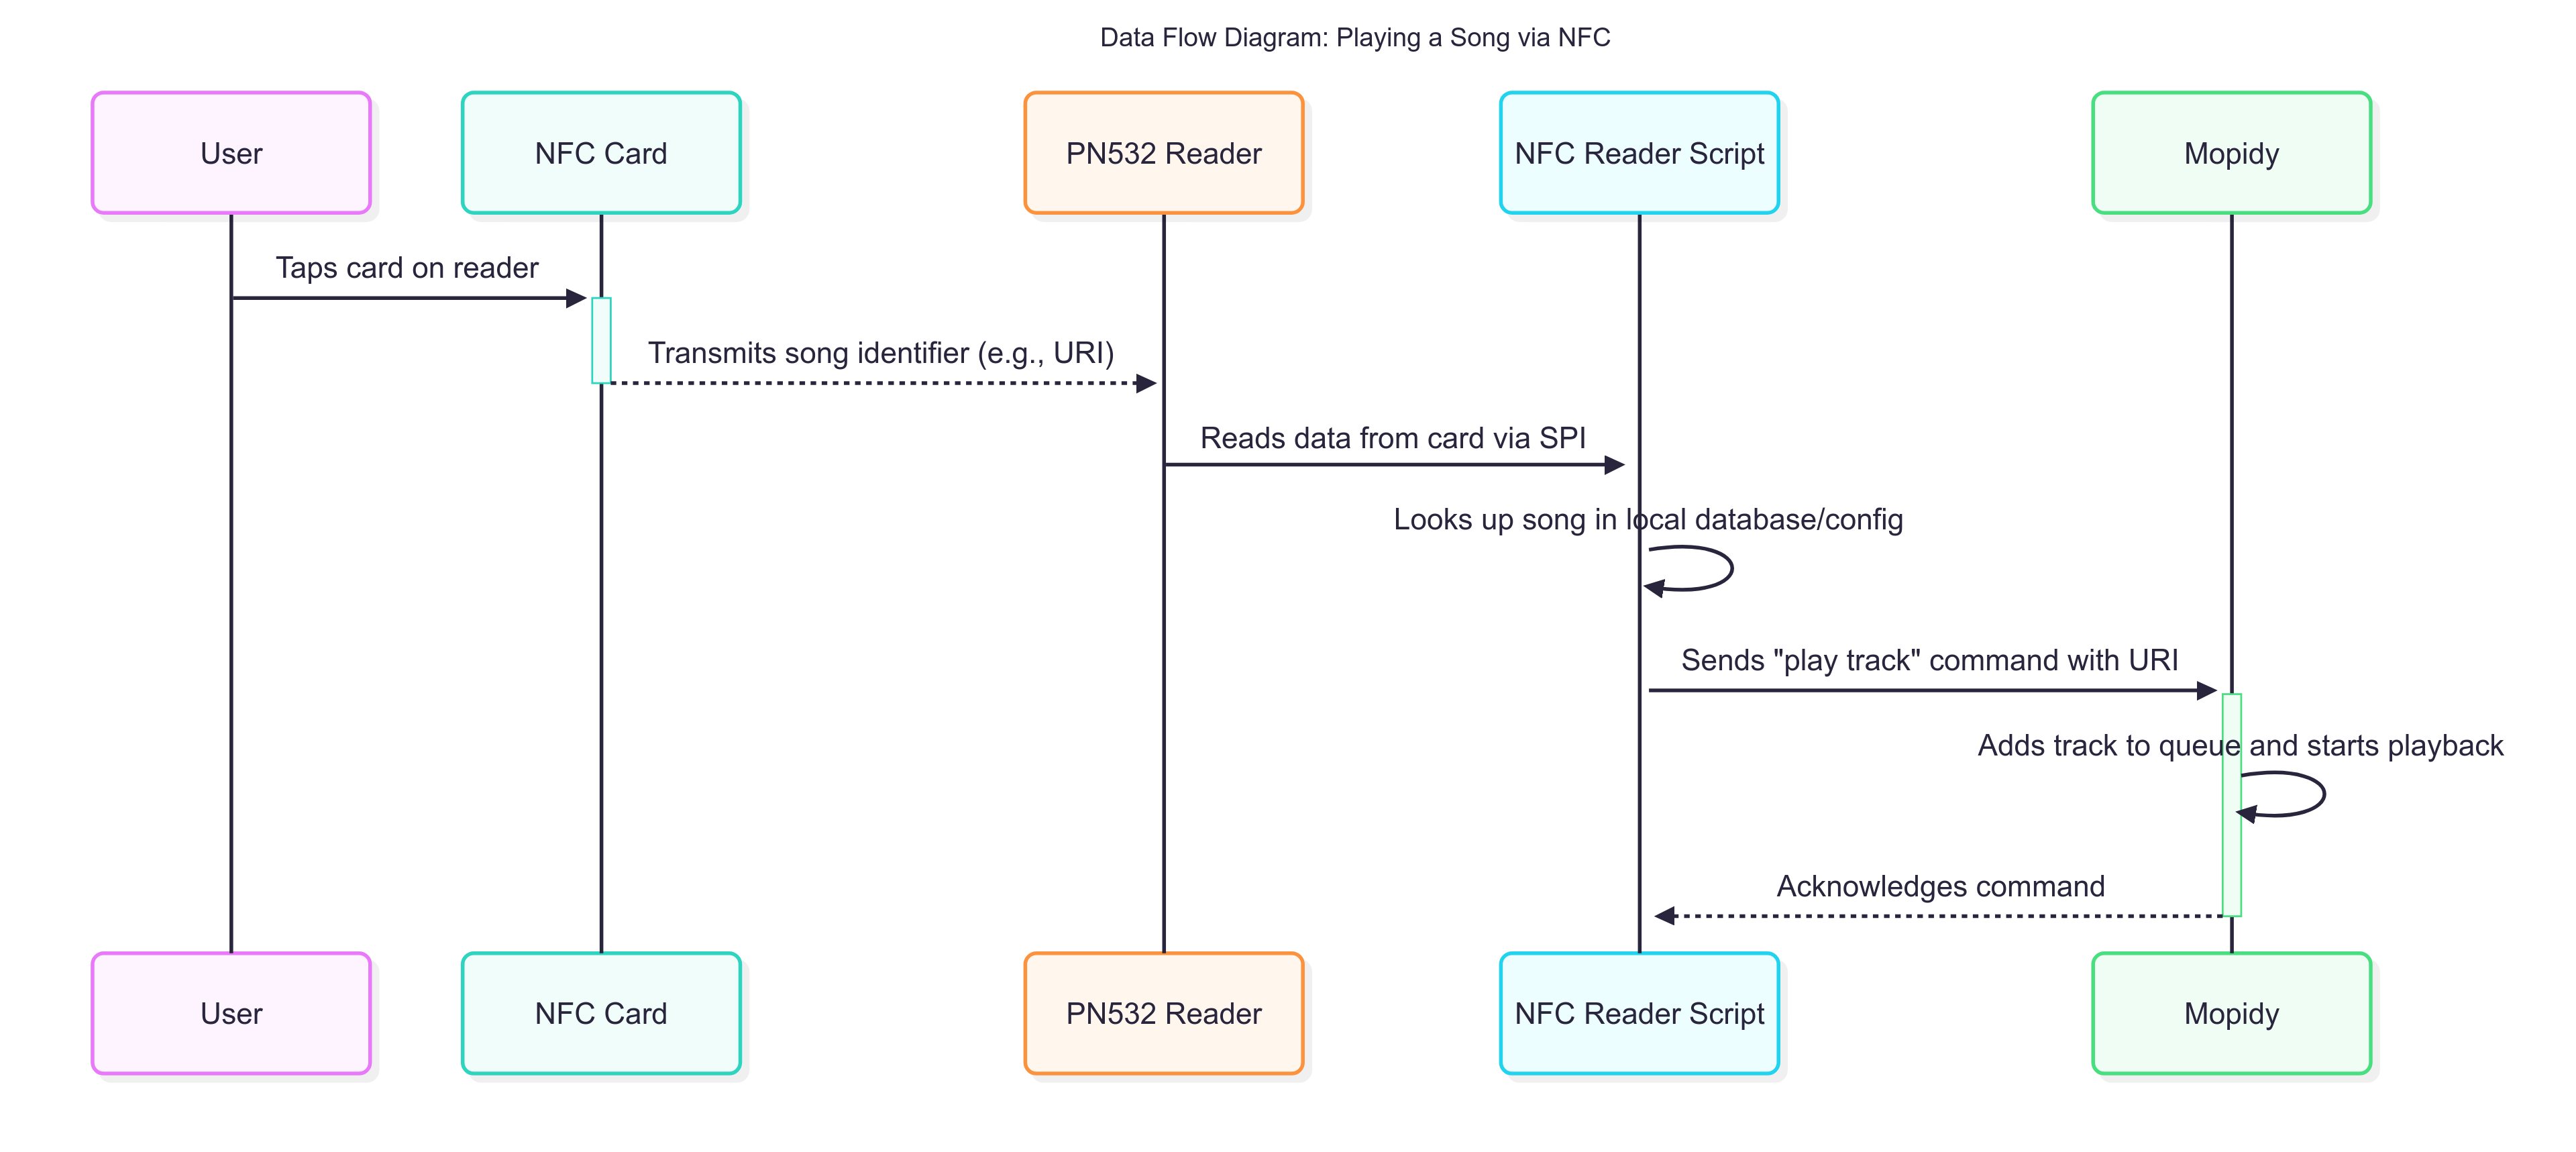 Data Flow Diagram: Playing a Song via NFC
User
NFC Card
PN532 Reader
NFC Reader Script
Mopidy
Taps card on reader
Transmits song identifier (e.g., URI)
Reads data from card via SPI
Looks up song in local database/config
Sends "play track" command with URI
Adds track to queue and starts playback
Acknowledges command
User
NFC Card
PN532 Reader
NFC Reader Script
Mopidy